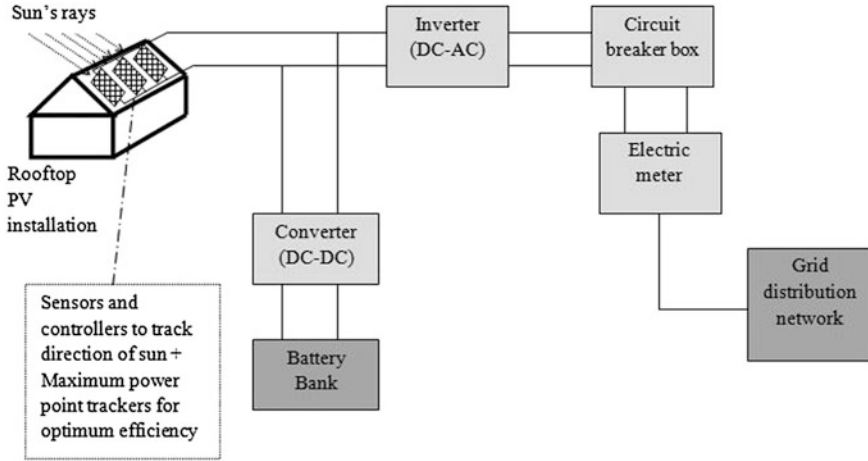 Sun's rays
Inverter
(DC-AC)
Circuit
breaker box
Electric
meter
Rooftop
PV
installation
Converter
(DC-DC)
Grid
distribution
network
Sensors and
controllers to track
direction of sun +
Maximum power
point trackers for
optimum efficiency
Battery
Bank